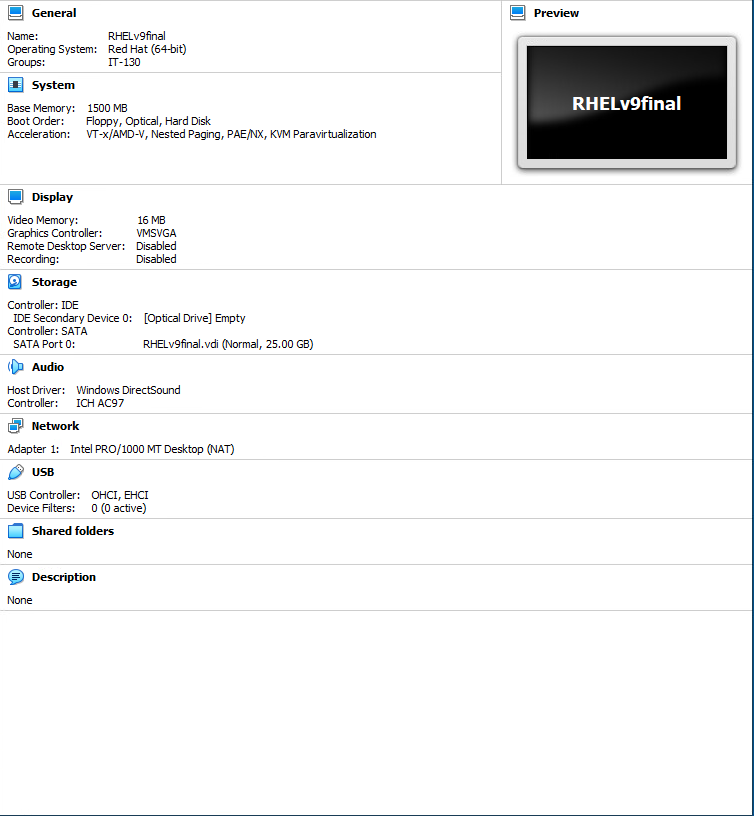 General
Name: RHELv9final
Operating System: Red Hat (64-bit)
Groups: IT-130
Preview
RHELv9final
System
Base Memory: 1500 MB
Boot Order: Floppy, Optical, Hard Disk
Acceleration: VT-x/AMD-V, Nested Paging, PAE/NX, KVM Paravirtualization
Display
Video Memory: 16 MB
Graphics Controller: VMSVGA
Remote Desktop Server: Disabled
Recording: Disabled
Storage
Controller: IDE
IDE Secondary Device 0: [Optical Drive] Empty
Controller: SATA
SATA Port 0: RHELv9final.vdi (Normal, 25.00 GB)
Audio
Host Driver: Windows DirectSound
Controller: ICH AC97
Network
Adapter 1: Intel PRO/1000 MT Desktop (NAT)
USB
USB Controller: OHCI, EHCI
Device Filters: 0 (0 active)
Shared folders
None
Description
None